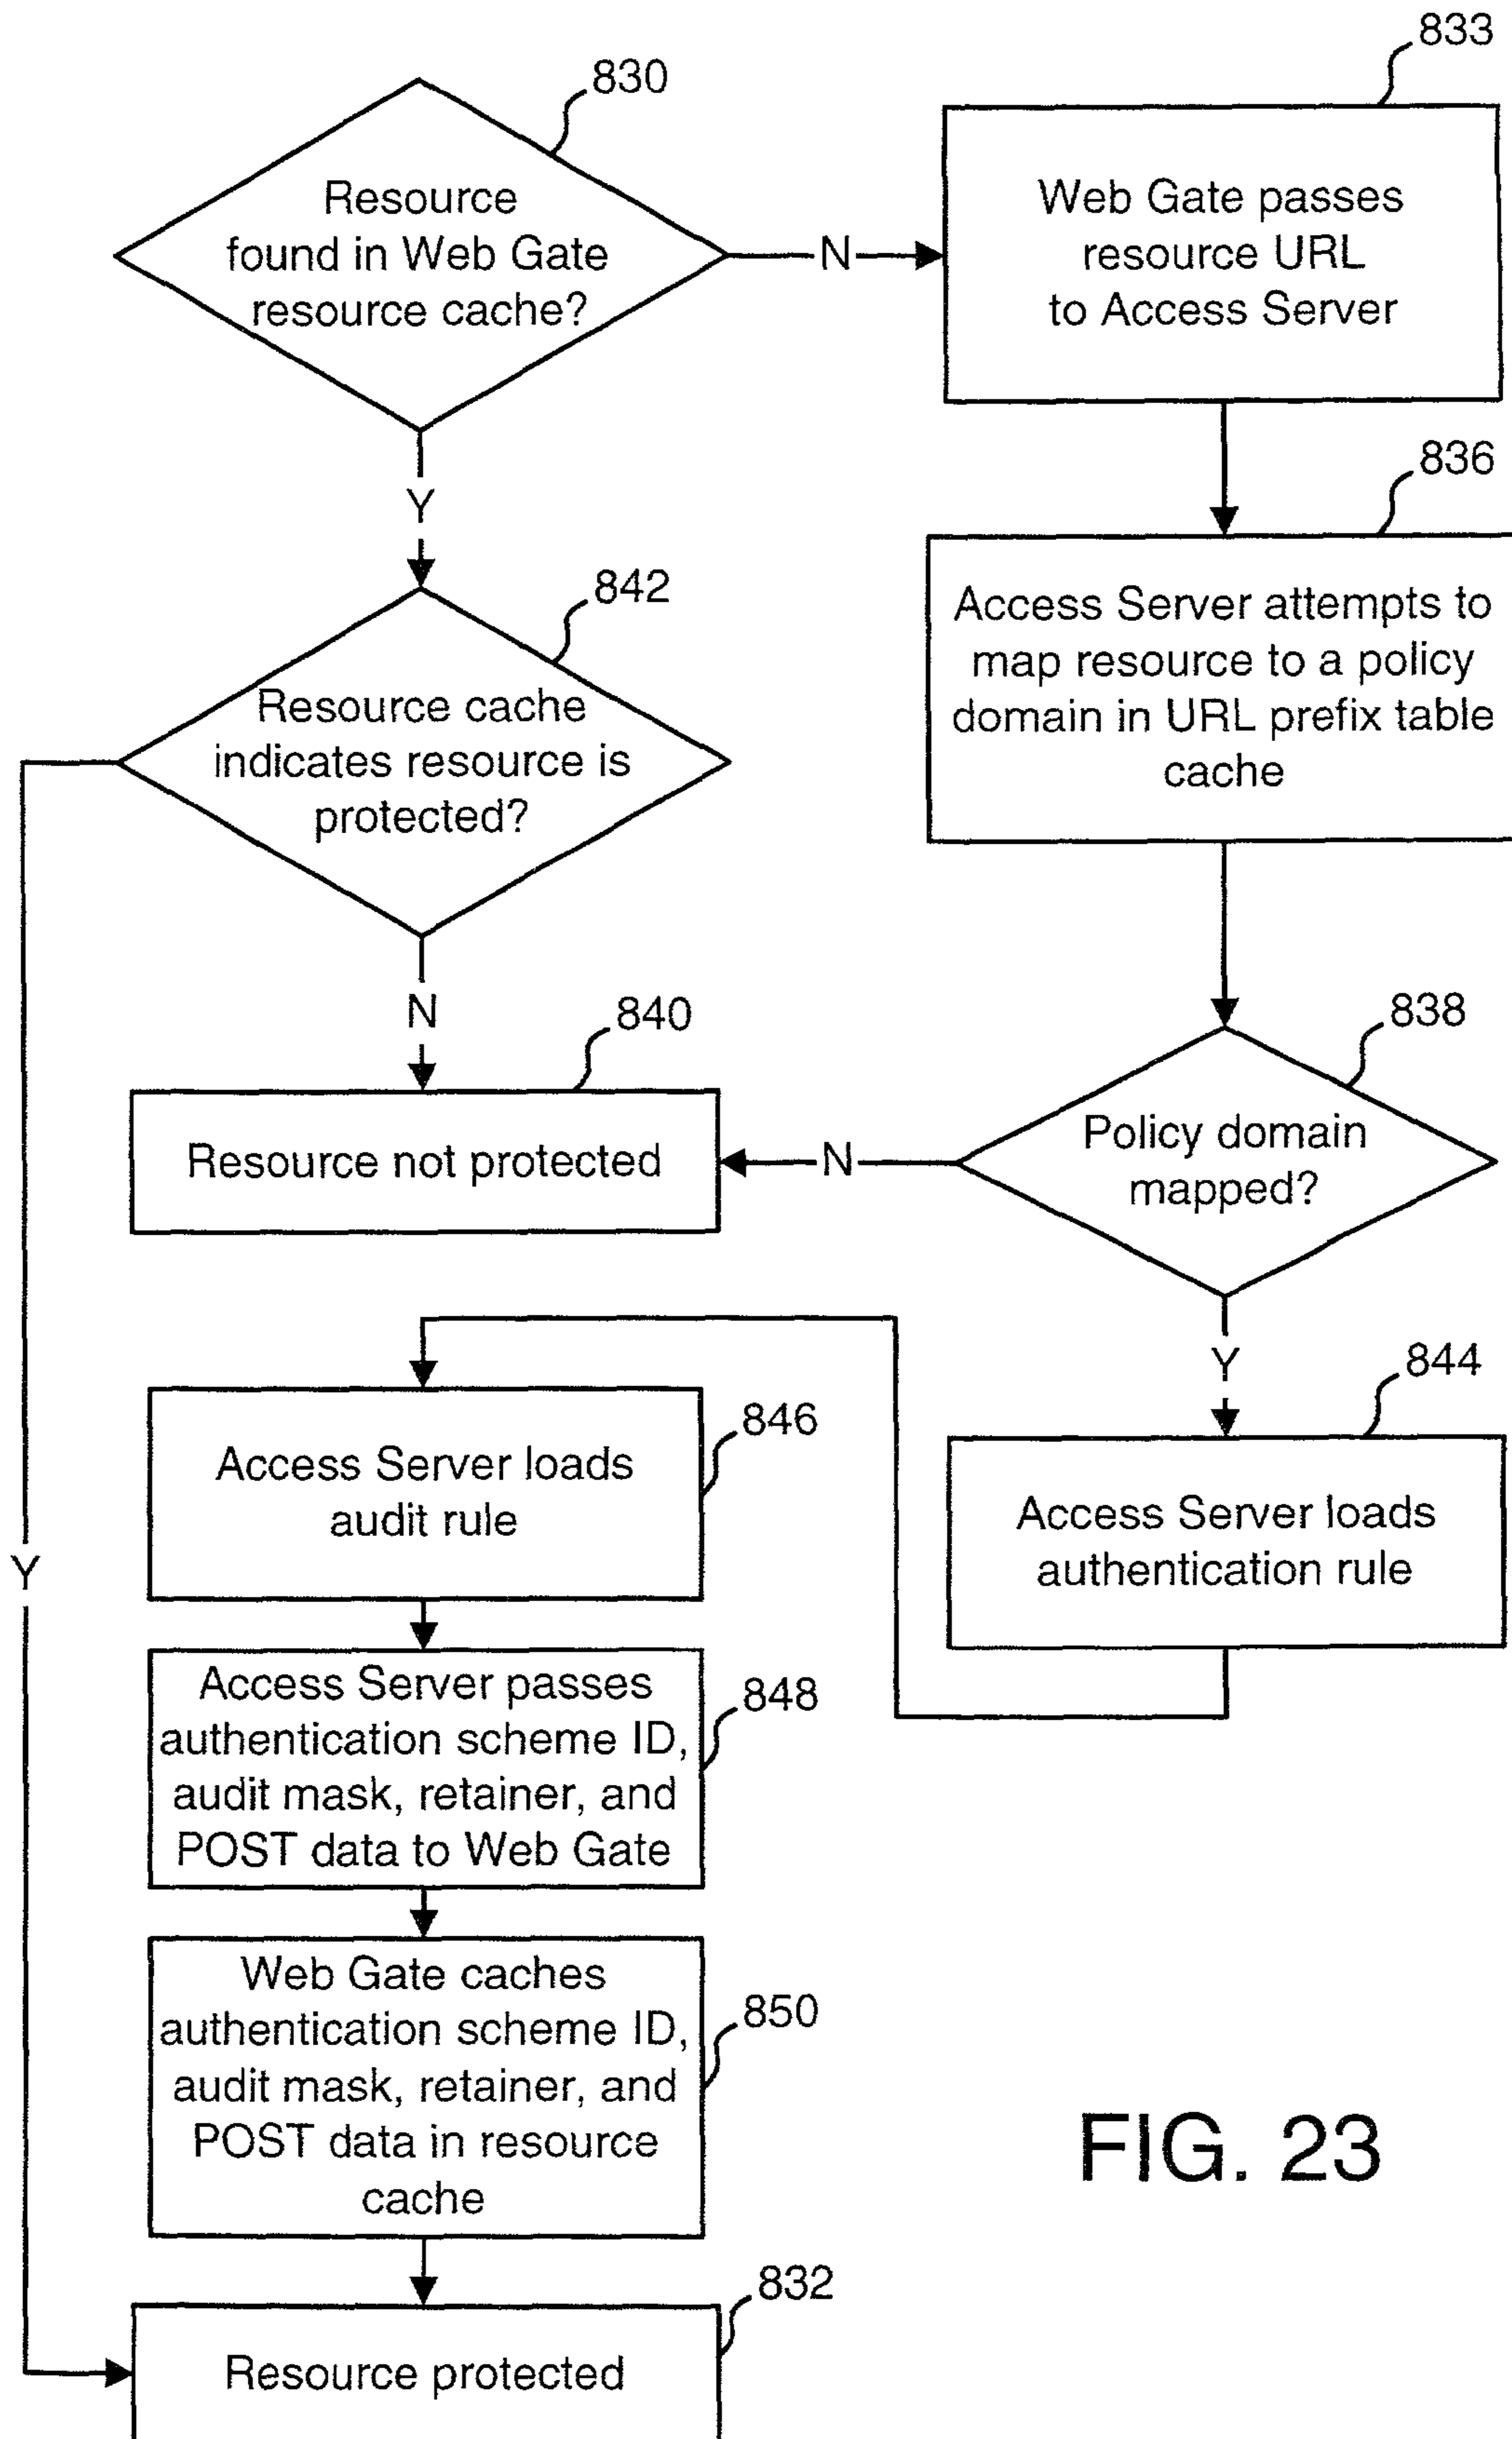 830
Resource
found in Web Gate
resource cache?
N
833
Web Gate passes
resource URL
to Access Server
836
Access Server attempts to
map resource to a policy
domain in URL prefix table
cache
Y
842
Resource cache
indicates resource is
protected?
N
840
Resource not protected
838
Policy domain
mapped?
N
Y
844
Access Server loads
authentication rule
846
Access Server loads
audit rule
Y
848
Access Server passes
authentication scheme ID,
audit mask, retainer, and
POST data to Web Gate
850
Web Gate caches
authentication scheme ID,
audit mask, retainer, and
POST data in resource
cache
832
Resource protected
FIG. 23